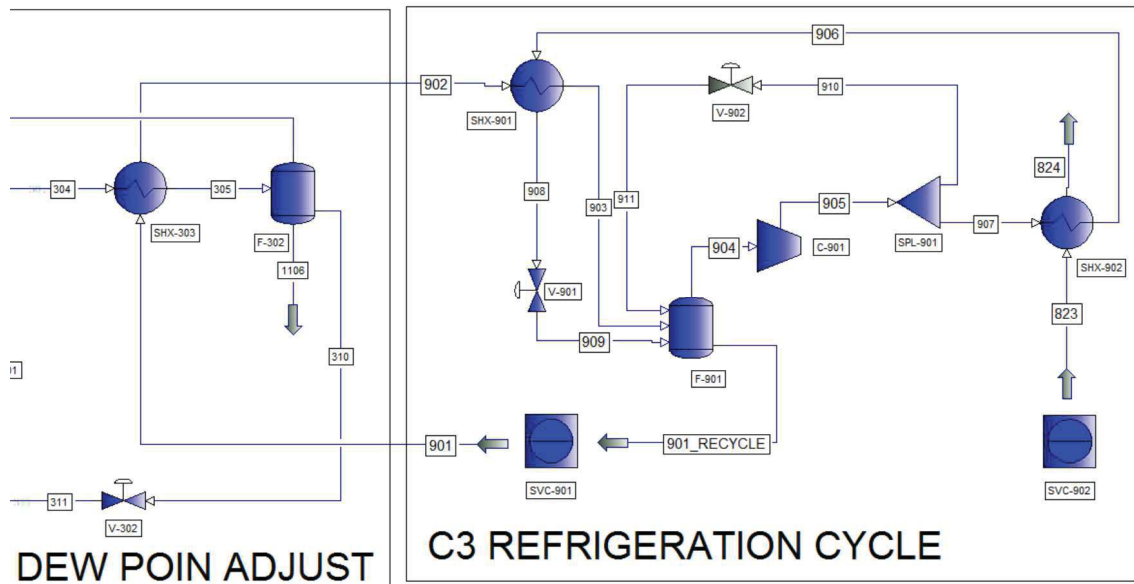 906
902
V-902
910
SHX-901
824
304
305
908
903
911
905
907
SHX-303
F-302
904
C-901
SPL-901
SHX-902
1106
V-901
823
310
909
F-901
01
901
901_RECYCLE
SVC-901
SVC-902
311
V-302
DEW POIN ADJUST
C3 REFRIGERATION CYCLE